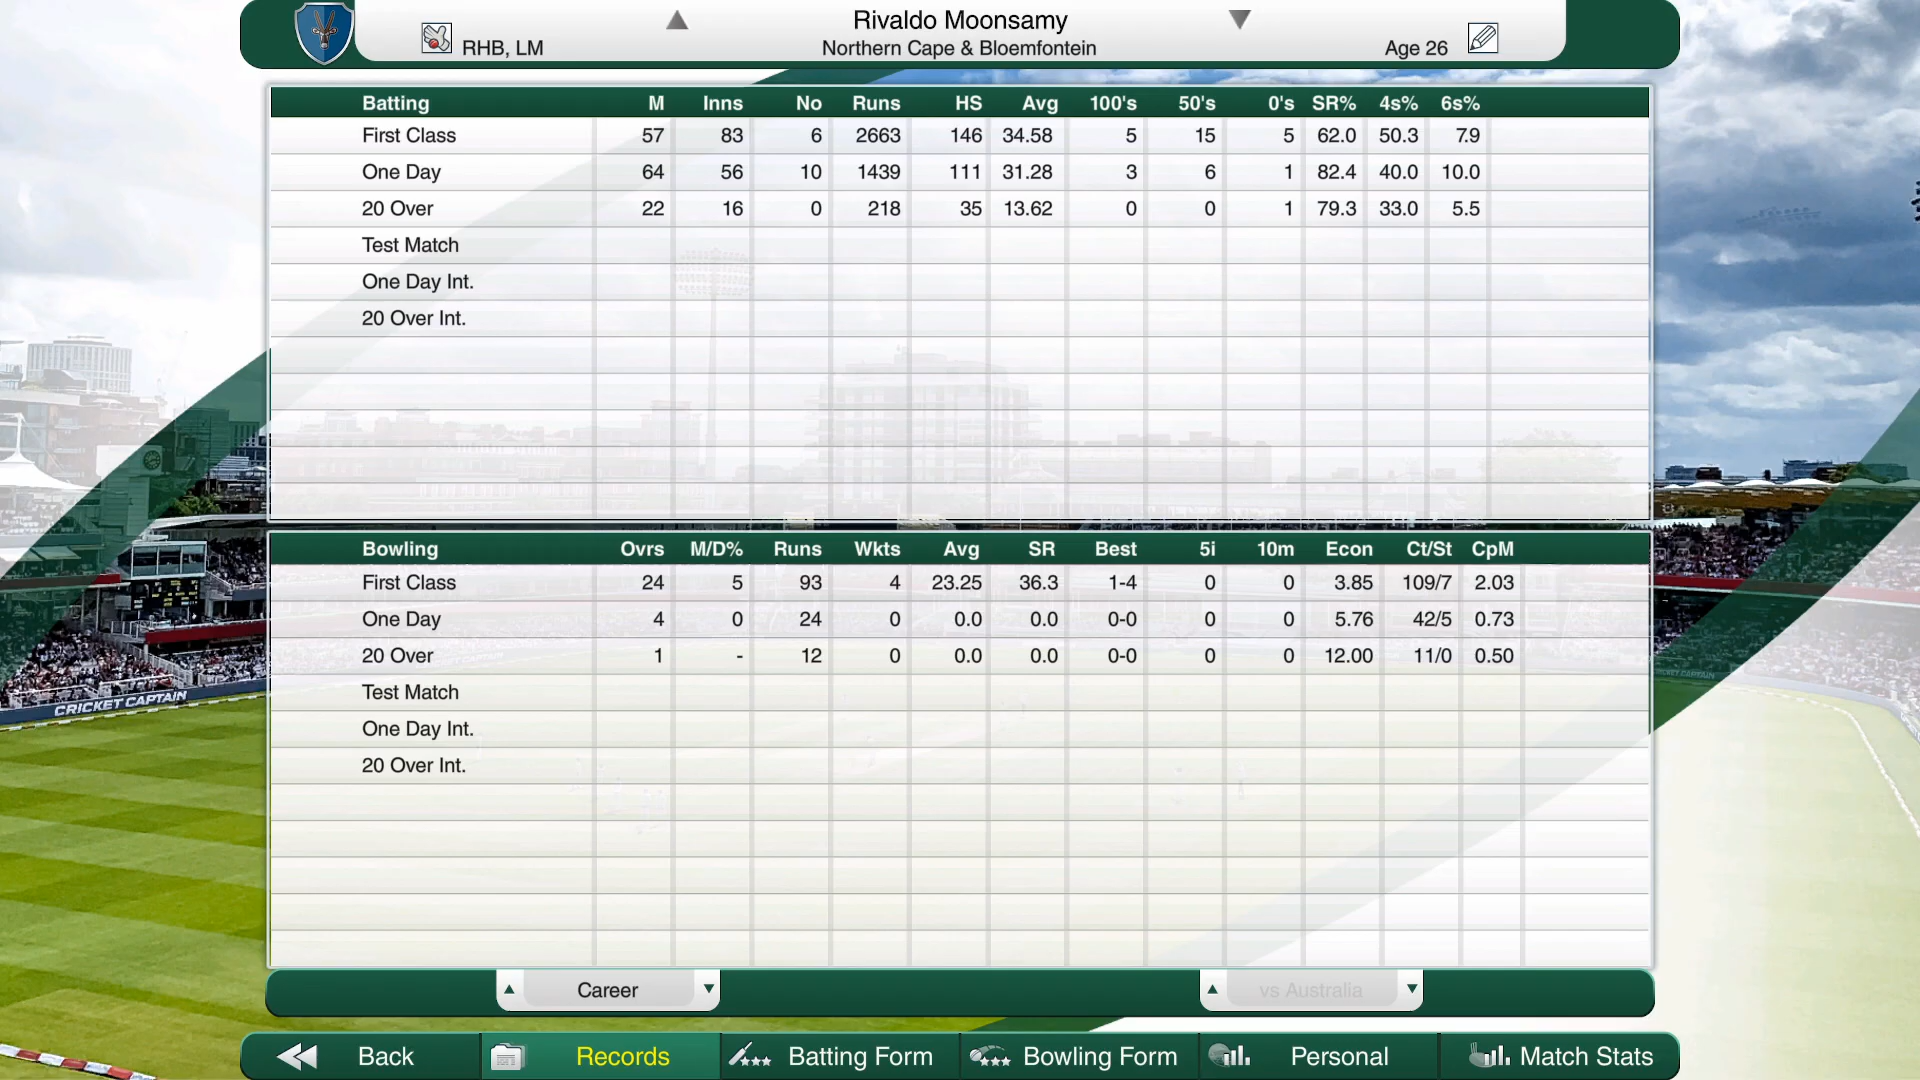 Rivaldo Moonsamy
RHB, LM Northern Cape & Bloemfontein Age 26
Batting M Inns No Runs HS Avg 100's 50's 0's SR% 4s% 6s%
First Class 57 83 6 2663 146 34.58 5 15 5 62.0 50.3 7.9
One Day 64 56 10 1439 111 31.28 3 6 1 82.4 40.0 10.0
20 Over 22 16 0 218 35 13.62 0 0 1 79.3 33.0 5.5
Test Match
One Day Int.
20 Over Int.
Bowling Ovrs M/D% Runs Wkts Avg SR Best 5i 10m Econ Ct/St CpM
First Class 24 5 93 4 23.25 36.3 1-4 0 0 3.85 109/7 2.03
One Day 4 0 24 0 0.0 0.0 0-0 0 0 5.76 42/5 0.73
20 Over 1 - 12 0 0.0 0.0 0-0 0 0 12.00 11/0 0.50
Test Match
One Day Int.
20 Over Int.
CRICKET CAPTAIN
Career vs Australia
Back Records Batting Form Bowling Form Personal Match Stats